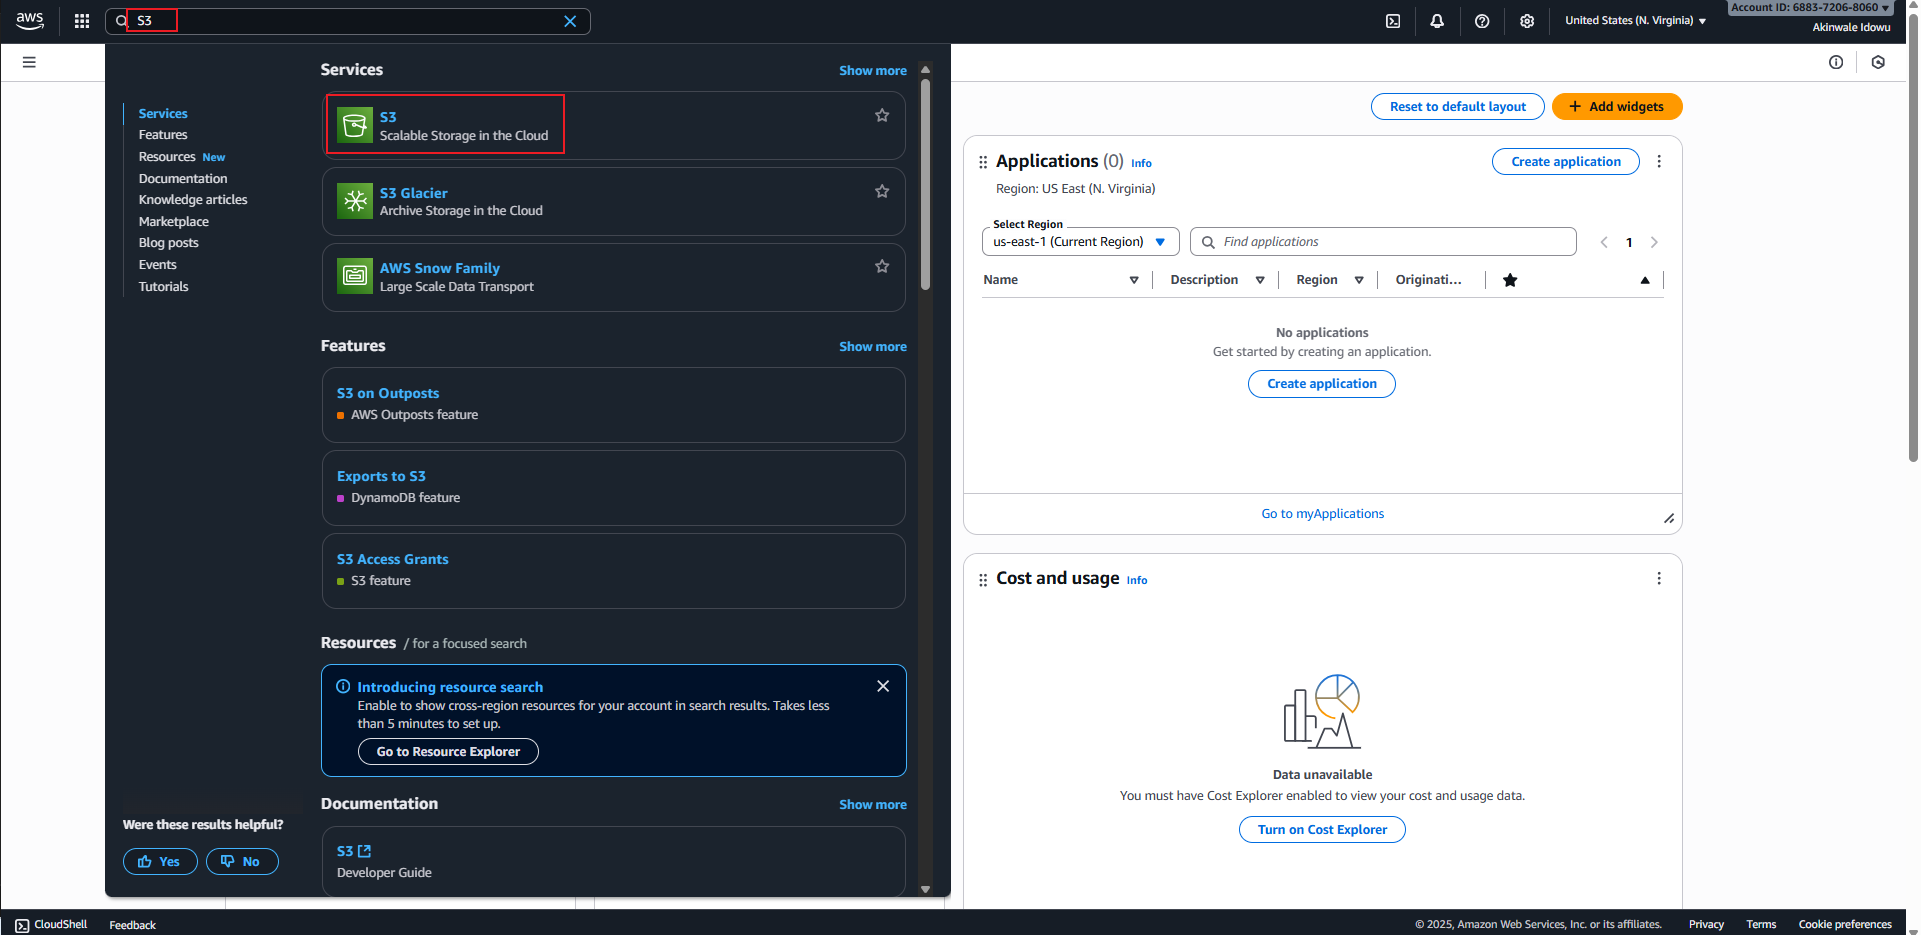 aws
S3
United States (N. Virginia)
Account ID: 6883-7206-8060
Akinwale Idowu
Services
Features
Resources New
Documentation
Knowledge articles
Marketplace
Blog posts
Events
Tutorials
Were these results helpful?
Yes
No
Services
Show more
S3
Scalable Storage in the Cloud
S3 Glacier
Archive Storage in the Cloud
AWS Snow Family
Large Scale Data Transport
Features
Show more
S3 on Outposts
AWS Outposts feature
Exports to S3
DynamoDB feature
S3 Access Grants
S3 feature
Resources / for a focused search
Introducing resource search
Enable to show cross-region resources for your account in search results. Takes less
than 5 minutes to set up.
Go to Resource Explorer
Documentation
Show more
S3
Developer Guide
Reset to default layout
+ Add widgets
Applications (0) Info
Create application
Region: US East (N. Virginia)
Select Region
us-east-1 (Current Region)
Find applications
1
Name
Description
Region
Originati...
No applications
Get started by creating an application.
Create application
Go to myApplications
Cost and usage Info
Data unavailable
You must have Cost Explorer enabled to view your cost and usage data.
Turn on Cost Explorer
CloudShell
Feedback
© 2025, Amazon Web Services, Inc. or its affiliates.
Privacy
Terms
Cookie preferences